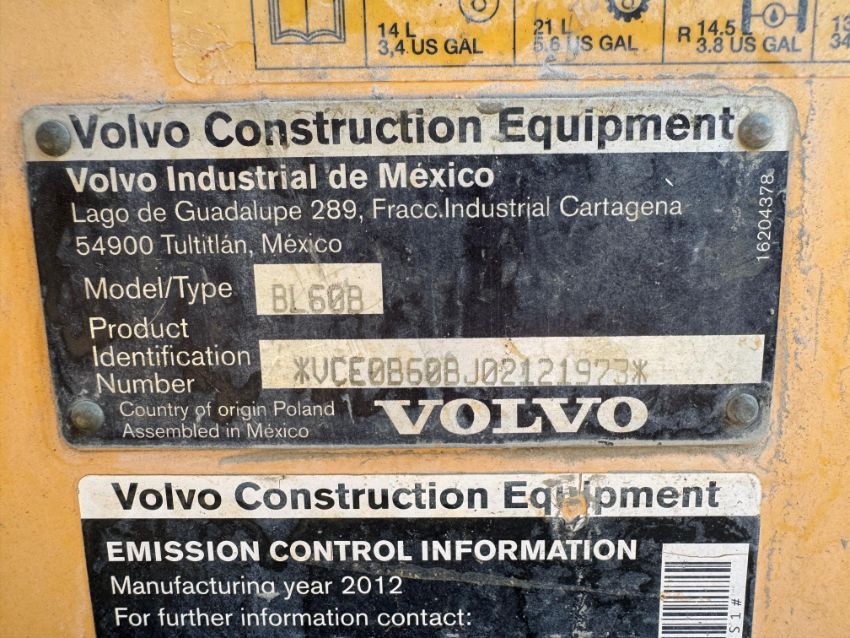 14 L
3,4 US GAL
21 L
5.6 US GAL
R 14.5 L
3.8 US GAL
13
34
Volvo Construction Equipment
Volvo Industrial de México
Lago de Guadalupe 289, Fracc.Industrial Cartagena
54900 Tultitlán, México
16204378
Model/Type BL60B
Product
Identification
Number *VCE0B60BJ02121973*
Country of origin Poland
Assembled in México
VOLVO
Volvo Construction Equipment
EMISSION CONTROL INFORMATION
Manufacturing year 2012
For further information contact:
S1#